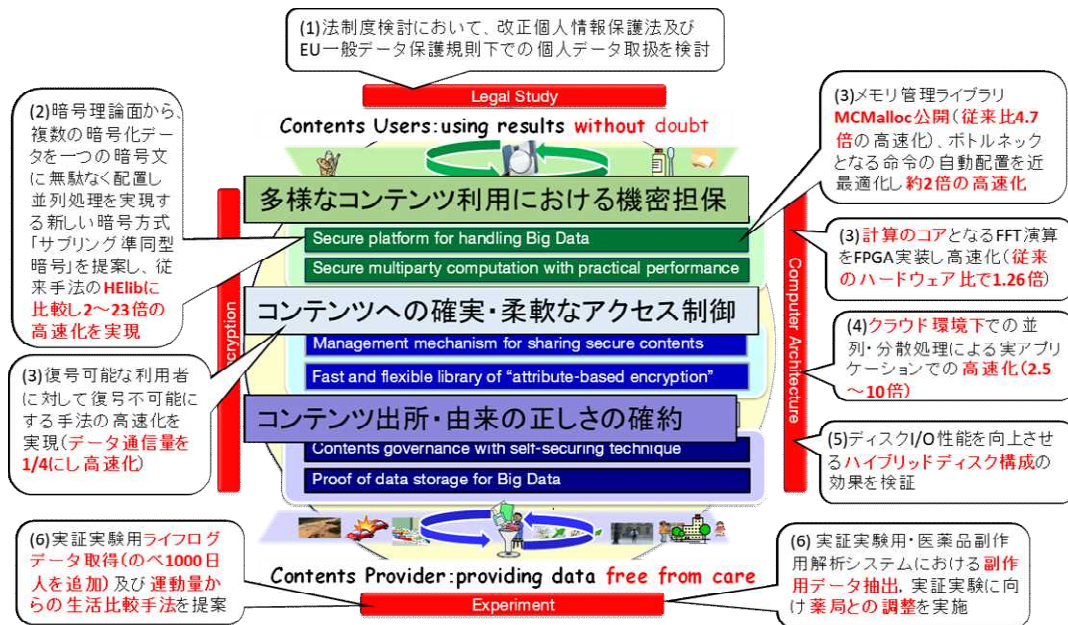 (1)法制度検討において、改正個人情報保護法及び
EU一般データ保護規則下での個人データ取扱を検討
Legal Study
Contents Users:using results without doubt
(2)暗号理論面から、
複数の暗号化デー
タを一つの暗号文
に無駄なく配置し
並列処理を実現す
る新しい暗号方式
「サブリング準同型
暗号」を提案し、従
来手法のHElibに
比較し2～23倍の
高速化を実現
(3)復号可能な利用者
に対して復号不可能に
する手法の高速化を
実現(データ通信量を
1/4にし高速化)
多様なコンテンツ利用における機密担保
Secure platform for handling Big Data
Secure multiparty computation with practical performance
コンテンツへの確実・柔軟なアクセス制御
Management mechanism for sharing secure contents
Fast and flexible library of "attribute-based encryption"
コンテンツ出所・由来の正しさの確約
Contents governance with self-securing technique
Proof of data storage for Big Data
cryption
Computer Architecture
(3)メモリ管理ライブラリ
MCMalloc公開(従来比4.7
倍の高速化)、ボトルネック
となる命令の自動配置を近
最適化し約2倍の高速化
(3)計算のコアとなるFFT演算
をFPGA実装し高速化(従来
のハードウェア比で1.26倍)
(4)クラウド環境下での並
列・分散処理による実アプリ
ケーションでの高速化(2.5
～10倍)
(5)ディスクI/O性能を向上させ
るハイブリッドディスク構成の
効果を検証
(6)実証実験用ライフログ
データ取得(のべ1000日
人を追加)及び運動量か
らの生活比較手法を提案
Contents Provider:providing data free from care
Experiment
(6) 実証実験用・医薬品副作
用解析システムにおける副作
用データ抽出, 実証実験に向
け薬局との調整を実施